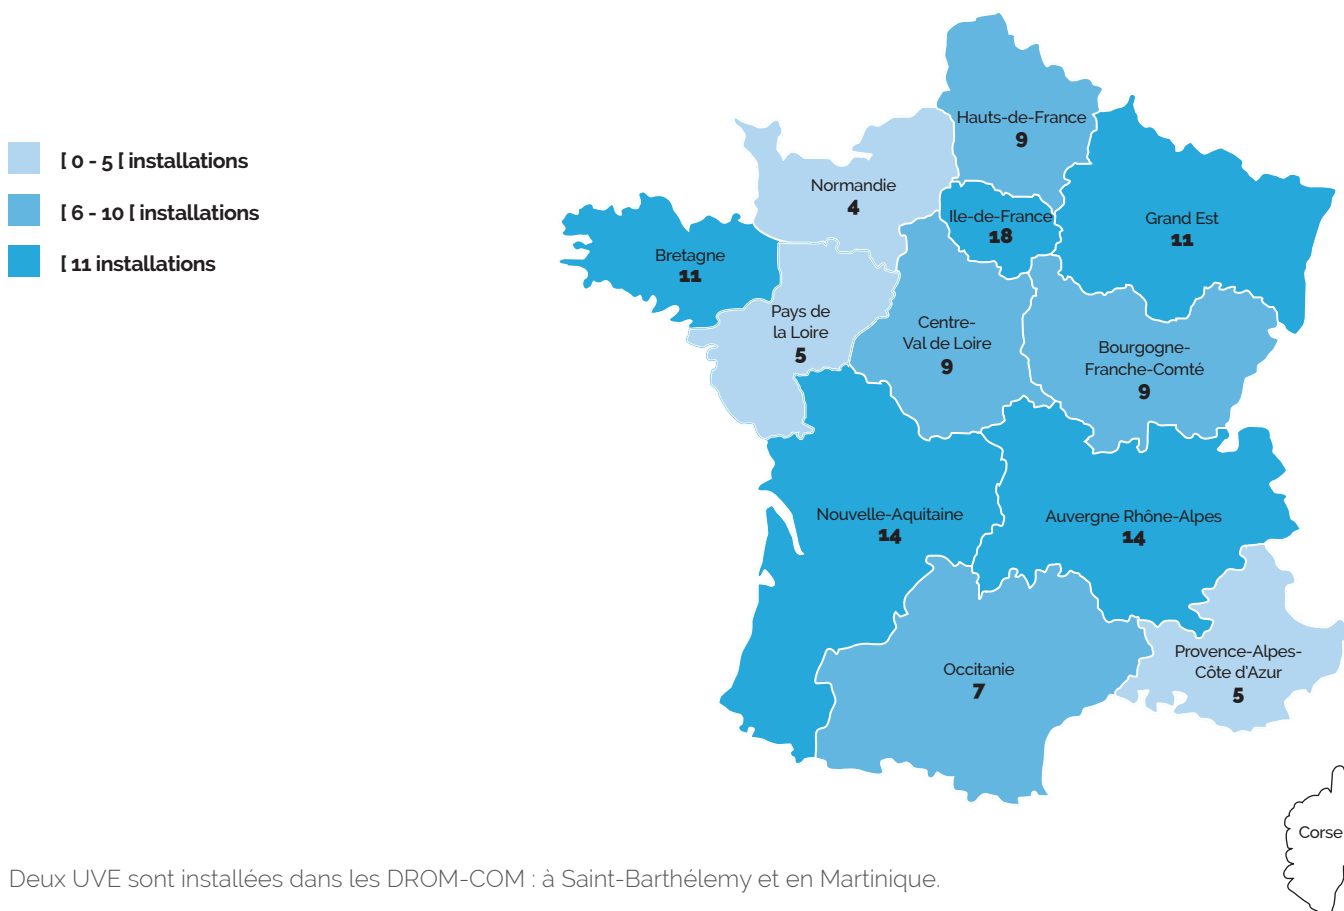 [ 0 - 5 [ installations
[ 6 - 10 [ installations
[ 11 installations
Hauts-de-France
9
Normandie
4
Ile-de-France
18
Grand Est
11
Bretagne
11
Pays de
la Loire
5
Centre-
Val de Loire
9
Bourgogne-
Franche-Comté
9
Nouvelle-Aquitaine
14
Auvergne Rhône-Alpes
14
Occitanie
7
Provence-Alpes-
Côte d'Azur
5
Corse
Deux UVE sont installées dans les DROM-COM : à Saint-Barthélemy et en Martinique.